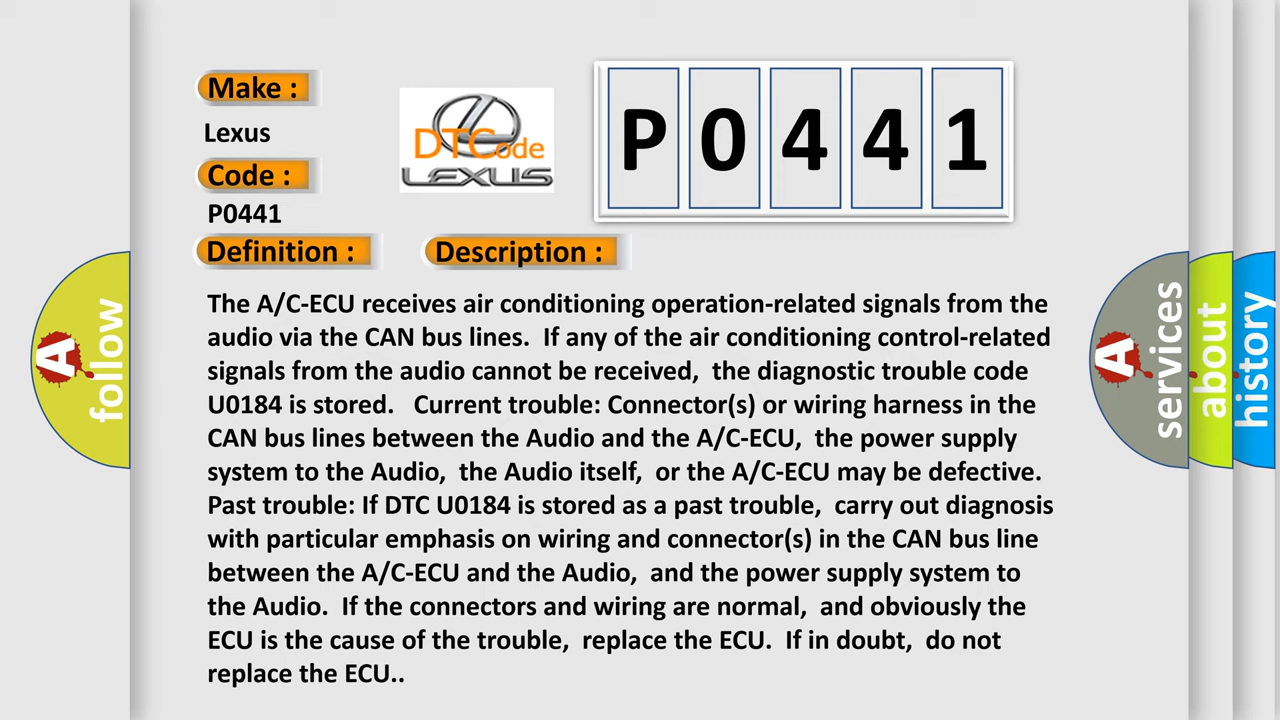 Make :
Lexus
Code :
P0441
DTCode
LEXUS
P0441
Definition :
Description :
The A/C-ECU receives air conditioning operation-related signals from the
audio via the CAN bus lines. If any of the air conditioning control-related
signals from the audio cannot be received, the diagnostic trouble code
U0184 is stored. Current trouble: Connector(s) or wiring harness in the
CAN bus lines between the Audio and the A/C-ECU, the power supply
system to the Audio, the Audio itself, or the A/C-ECU may be defective.
Past trouble: If DTC U0184 is stored as a past trouble, carry out diagnosis
with particular emphasis on wiring and connector(s) in the CAN bus line
between the A/C-ECU and the Audio, and the power supply system to
the Audio. If the connectors and wiring are normal, and obviously the
ECU is the cause of the trouble, replace the ECU. If in doubt, do not
replace the ECU..
A follow
A services
about
history